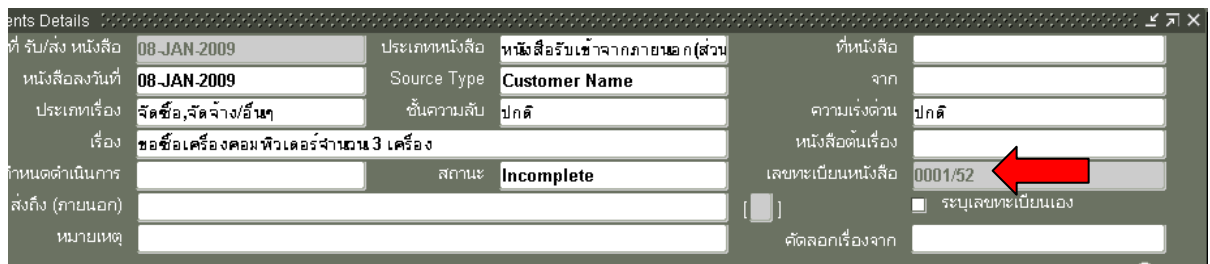 ents Details
ที่ รับ/ส่ง หนังสือ 08-JAN-2009 ประเภทหนังสือ หนังสือรับเข้าจากภายนอก(ส่วน ที่หนังสือ
หนังสือลงวันที่ 08-JAN-2009 Source Type Customer Name จาก
ประเภทเรื่อง จัดซื้อ,จัดจ้าง/อื่นๆ ชั้นความลับ ปกติ ความเร่งด่วน ปกติ
เรื่อง ขอซื้อเครื่องคอมพิวเตอร์จำนวน 3 เครื่อง หนังสือต้นเรื่อง
กำหนดดำเนินการ สถานะ Incomplete เลขทะเบียนหนังสือ 0001/52
ส่งถึง (ภายนอก) [ ] ระบุเลขทะเบียนเอง
หมายเหตุ คัดลอกเรื่องจาก